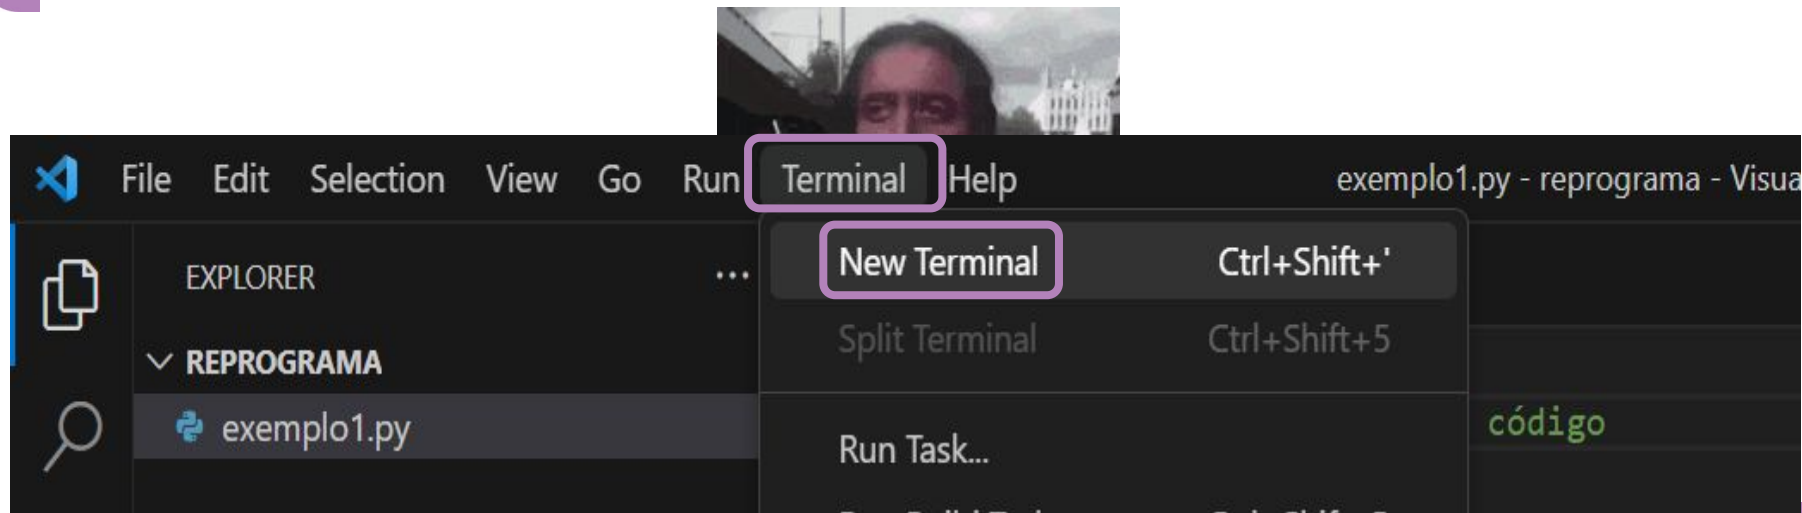 File Edit Selection View Go Run Terminal Help exemplo1.py - reprograma - Visua
New Terminal Ctrl+Shift+'
EXPLORER ...
Split Terminal Ctrl+Shift+5
REPROGRAMA
exemplo1.py
código
Run Task...